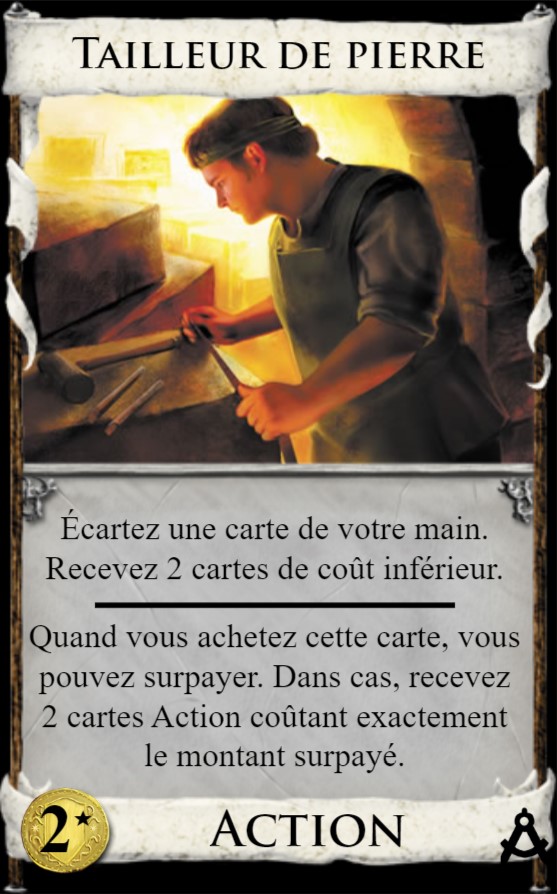 TAILLEUR DE PIERRE
Écartez une carte de votre main.
Recevez 2 cartes de coût inférieur.
Quand vous achetez cette carte, vous
pouvez surpayer. Dans cas, recevez
2 cartes Action coûtant exactement
le montant surpayé.
2* ACTION